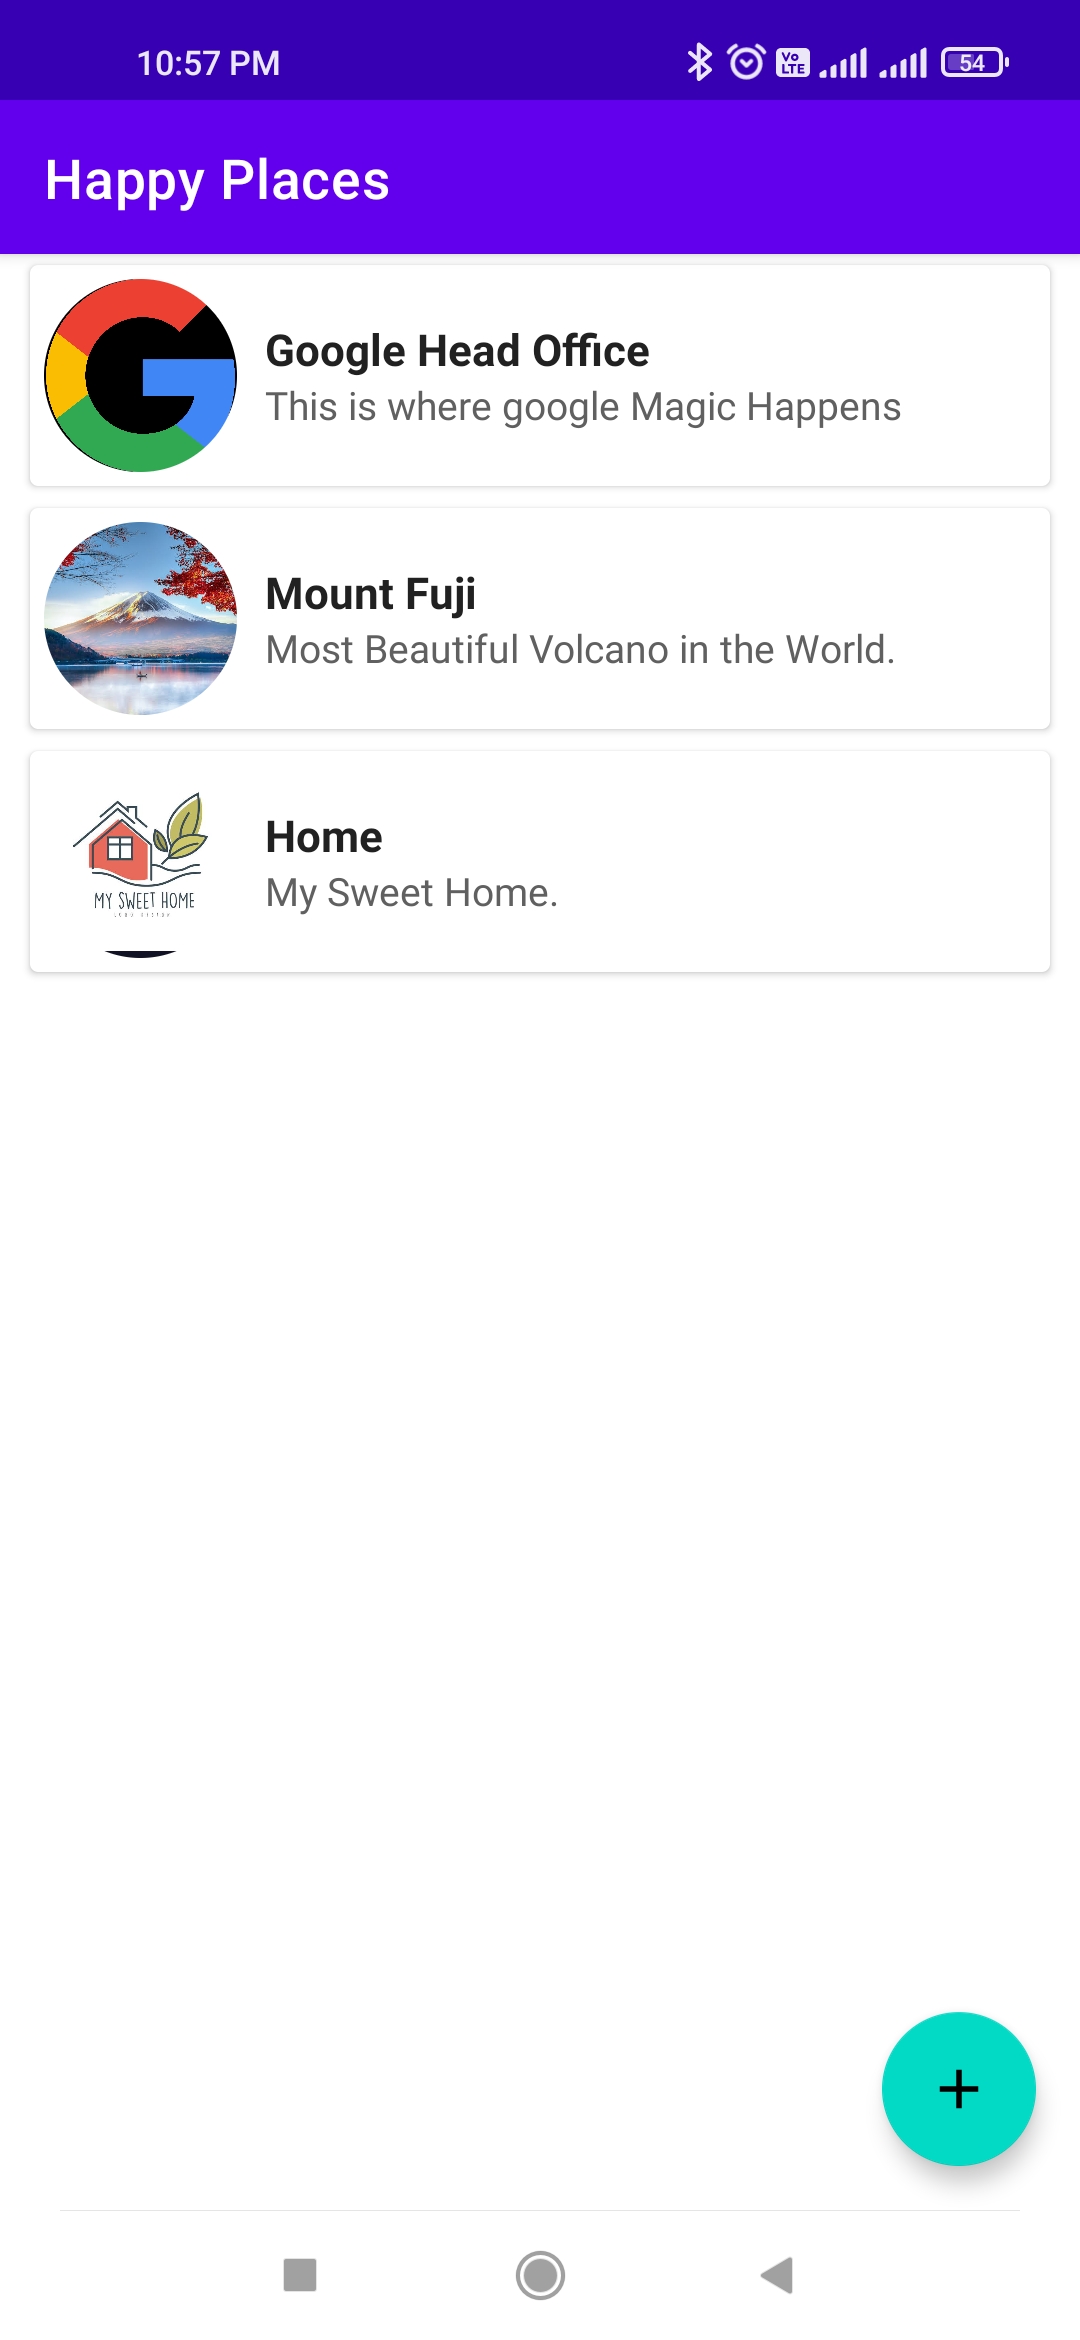 10:57 PM
Vo
LTE
54
Happy Places
Google Head Office
This is where google Magic Happens
Mount Fuji
Most Beautiful Volcano in the World.
MY SWEET HOME
Home
My Sweet Home.